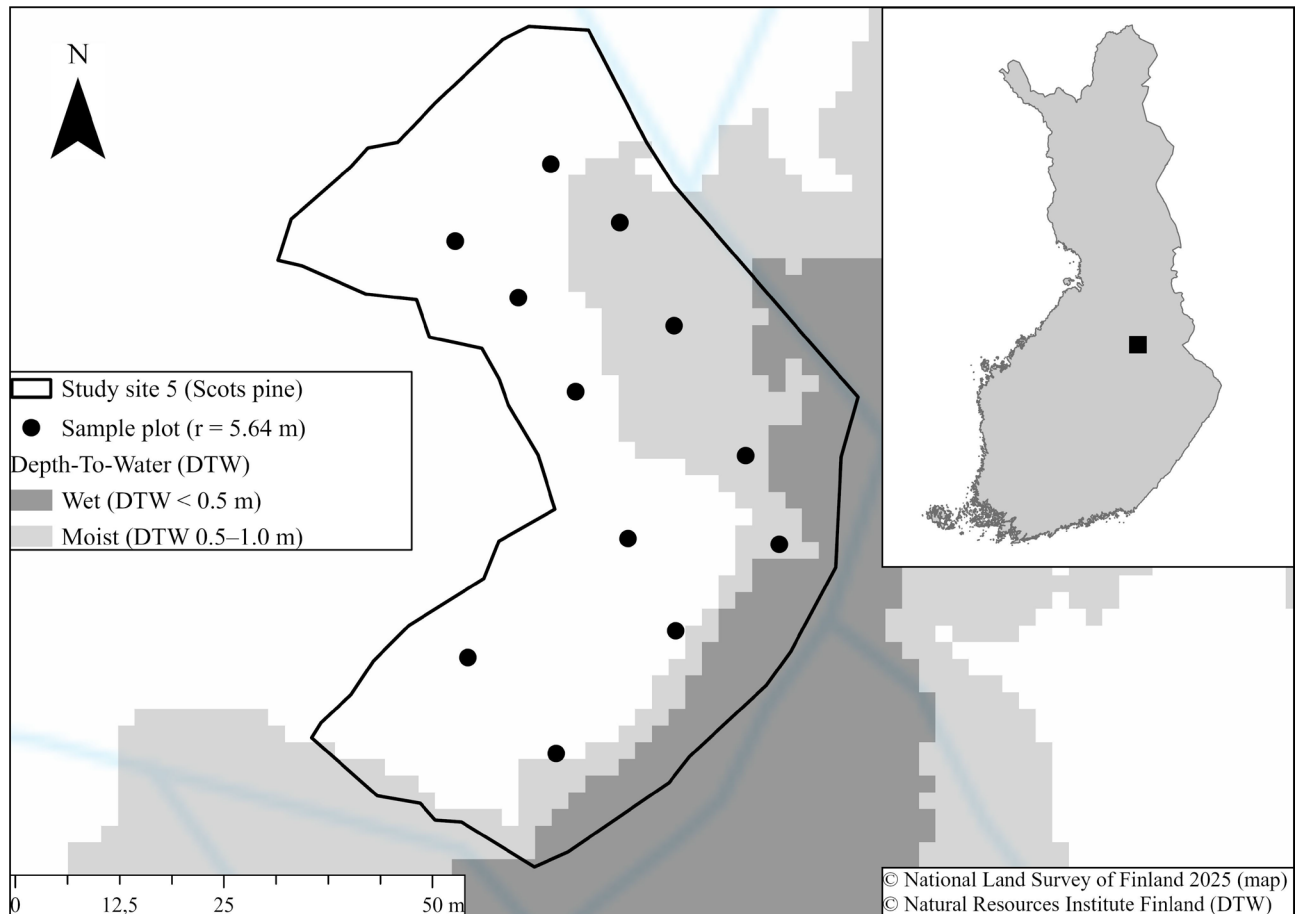 N
Study site 5 (Scots pine)
Sample plot (r = 5.64 m)
Depth-To-Water (DTW)
Wet (DTW < 0.5 m)
Moist (DTW 0.5–1.0 m)
0 12,5 25 50 m
© National Land Survey of Finland 2025 (map)
© Natural Resources Institute Finland (DTW)